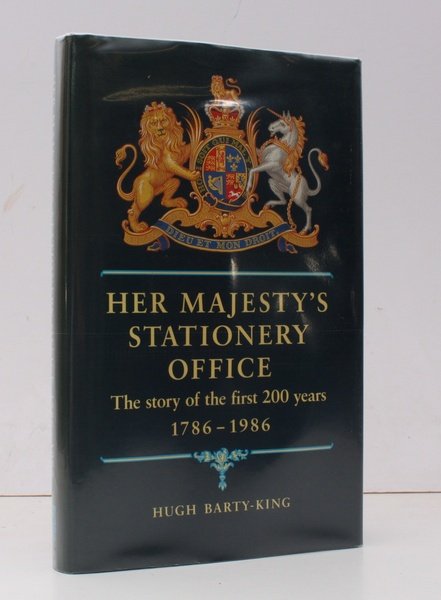 DIEU ET MON DROIT
HER MAJESTY'S
STATIONERY
OFFICE
The story of the first 200 years
1786–1986
HUGH BARTY-KING